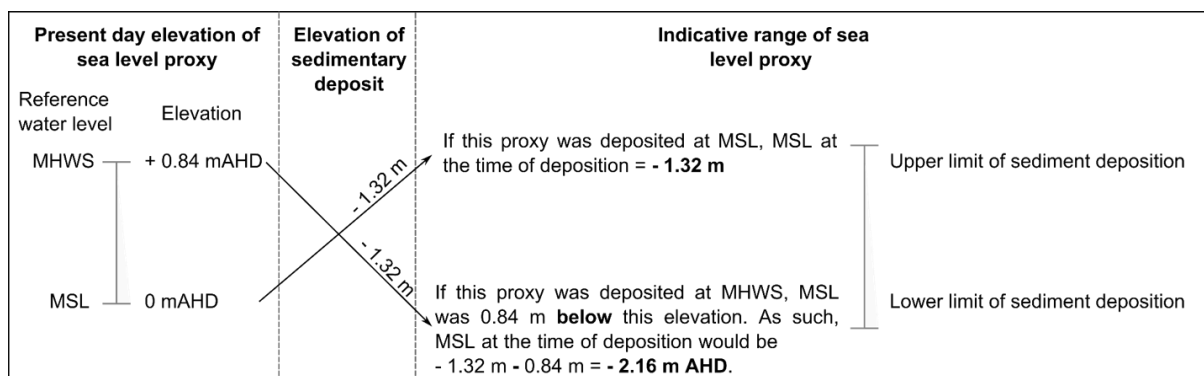 Present day elevation of
sea level proxy
Elevation of
sedimentary
deposit
Indicative range of sea
level proxy
Reference
water level
Elevation
MHWS
+ 0.84 mAHD
MSL
0 mAHD
- 1.32 m
- 1.32 m
If this proxy was deposited at MSL, MSL at
the time of deposition = - 1.32 m
If this proxy was deposited at MHWS, MSL
was 0.84 m below this elevation. As such,
MSL at the time of deposition would be
- 1.32 m - 0.84 m = - 2.16 m AHD.
Upper limit of sediment deposition
Lower limit of sediment deposition